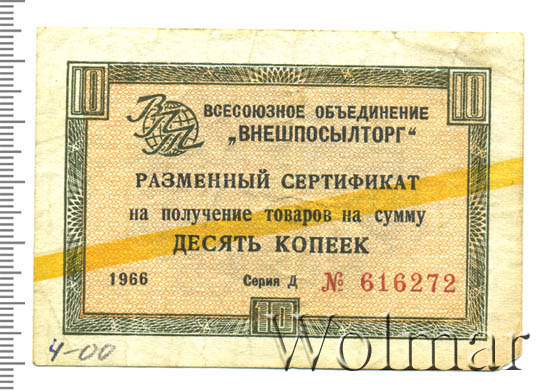 10 10
ВПТ
ВСЕСОЮЗНОЕ ОБЪЕДИНЕНИЕ
„ВНЕШПОСЫЛТОРГ“
РАЗМЕННЫЙ СЕРТИФИКАТ
на получение товаров на сумму
ДЕСЯТЬ КОПЕЕК
1966 Серия Д № 616272
10
4-00
Wolmar